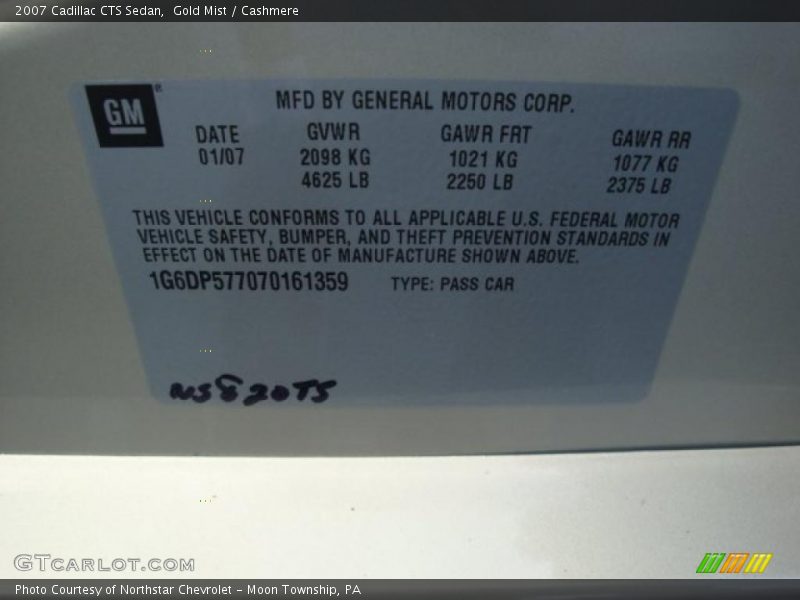 2007 Cadillac CTS Sedan,  Gold Mist / Cashmere
GM®
MFD BY GENERAL MOTORS CORP.
DATE GVWR GAWR FRT GAWR RR
01/07 2098 KG 1021 KG 1077 KG
4625 LB 2250 LB 2375 LB
THIS VEHICLE CONFORMS TO ALL APPLICABLE U.S. FEDERAL MOTOR
VEHICLE SAFETY, BUMPER, AND THEFT PREVENTION STANDARDS IN
EFFECT ON THE DATE OF MANUFACTURE SHOWN ABOVE.
1G6DP577070161359 TYPE: PASS CAR
GTcarlot.com
Photo Courtesy of Northstar Chevrolet – Moon Township, PA